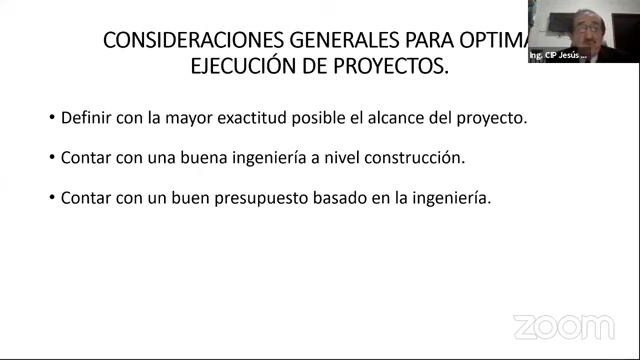 CONSIDERACIONES GENERALES PARA OPTIMA
EJECUCIÓN DE PROYECTOS.
Ing. CIP Jesús ...
• Definir con la mayor exactitud posible el alcance del proyecto.
• Contar con una buena ingeniería a nivel construcción.
• Contar con un buen presupuesto basado en la ingeniería.
zoom